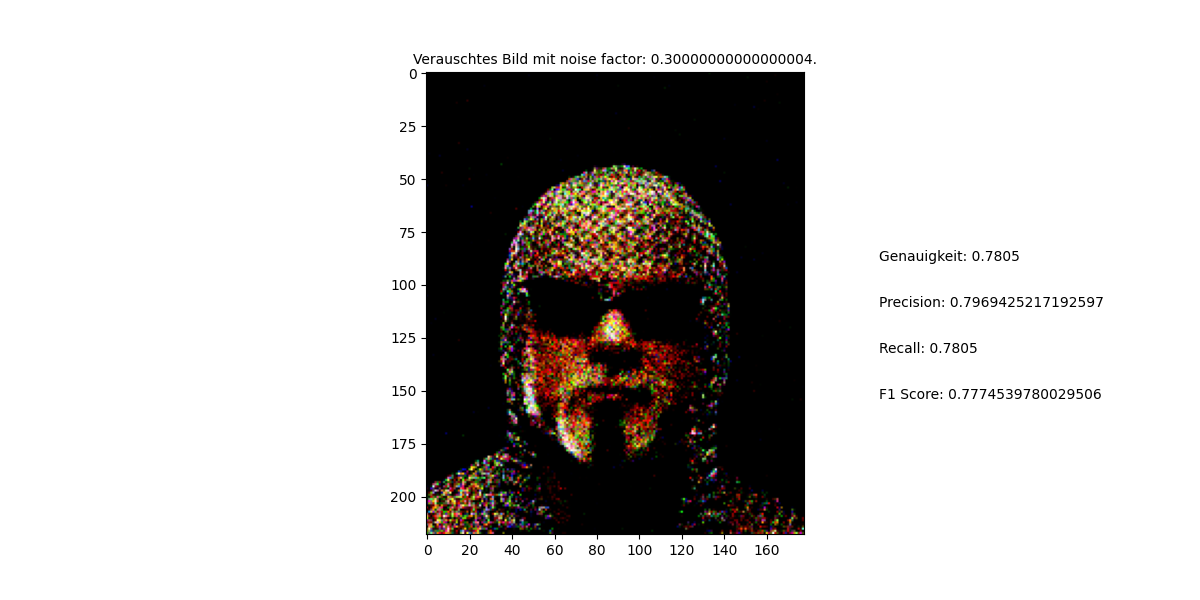 Verauschtes Bild mit noise factor: 0.30000000000000004.
0
25
50
75
100
125
150
175
200
0 20 40 60 80 100 120 140 160
Genauigkeit: 0.7805
Precision: 0.7969425217192597
Recall: 0.7805
F1 Score: 0.7774539780029506